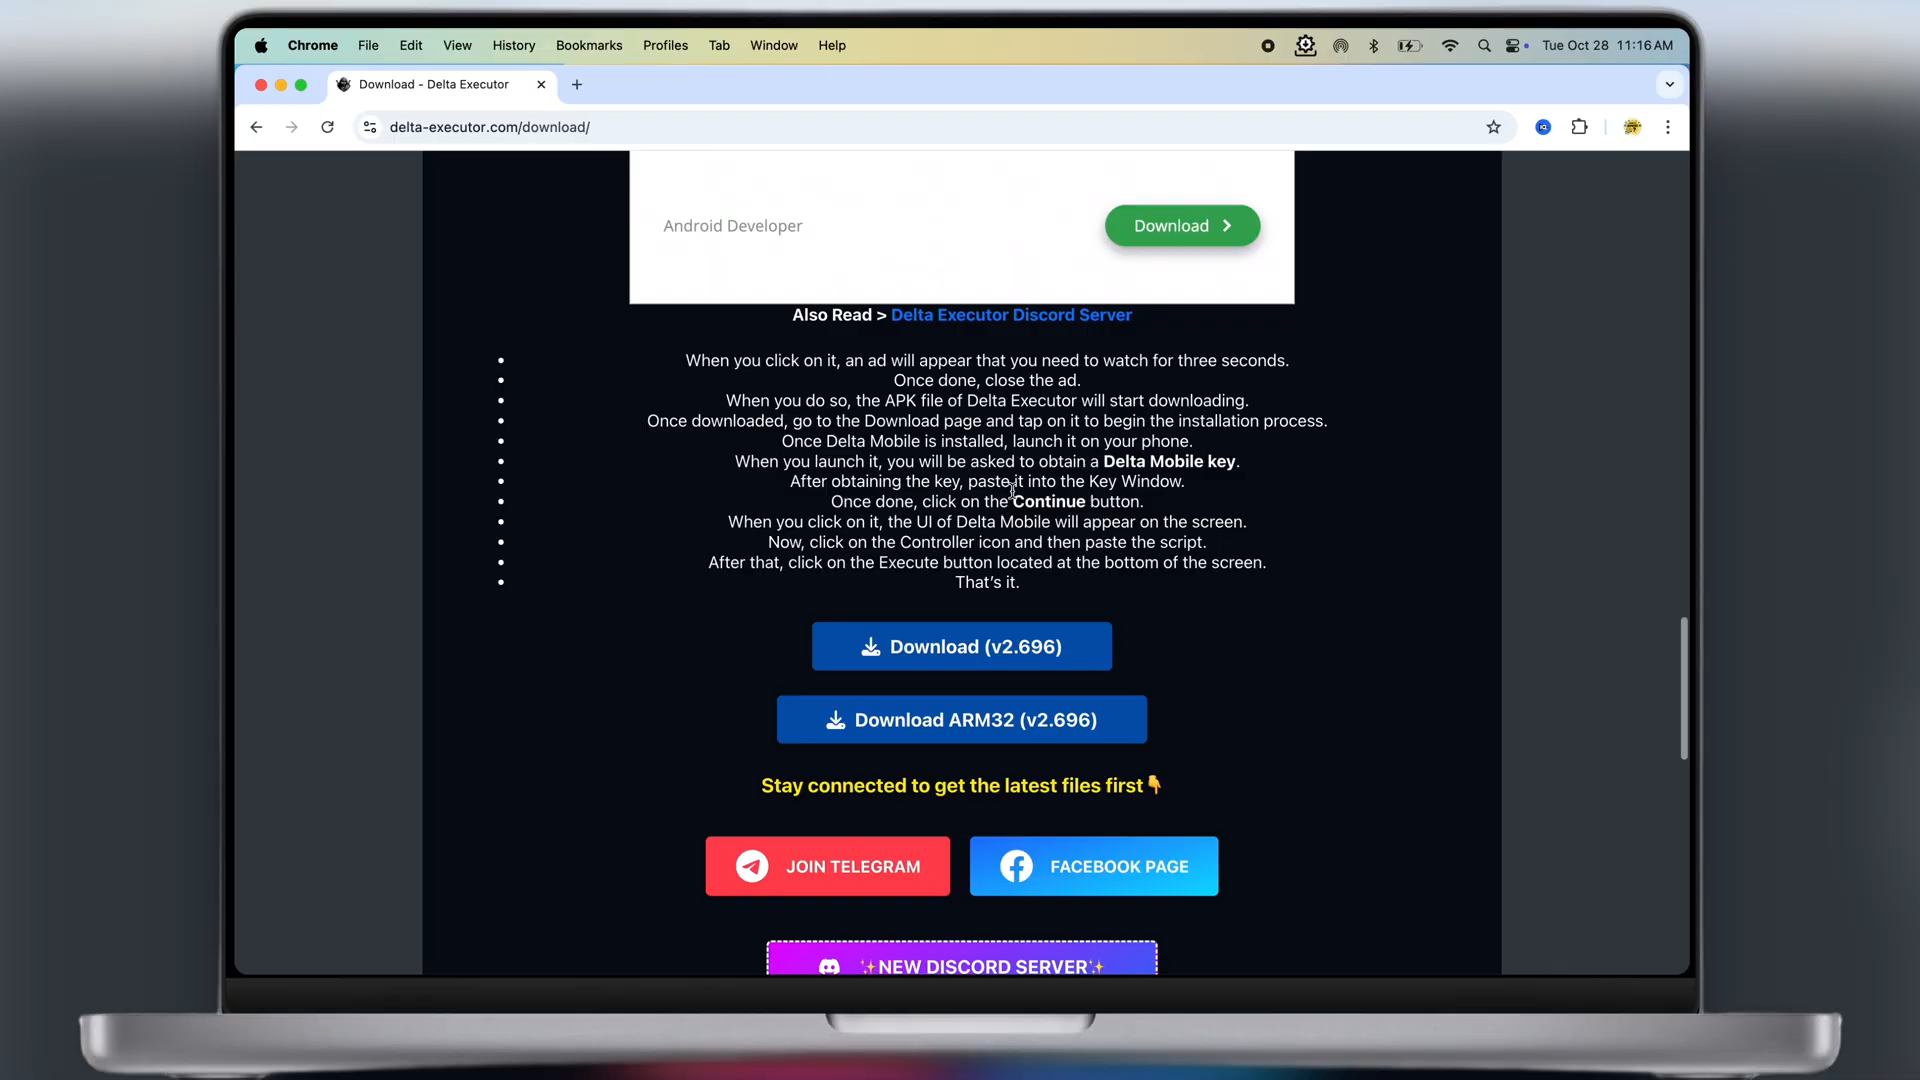 Chrome File Edit View History Bookmarks Profiles Tab Window Help Tue Oct 28 11:16 AM
Download - Delta Executor
delta-executor.com/download/
Android Developer
Download
Also Read > Delta Executor Discord Server
When you click on it, an ad will appear that you need to watch for three seconds.
Once done, close the ad.
When you do so, the APK file of Delta Executor will start downloading.
Once downloaded, go to the Download page and tap on it to begin the installation process.
Once Delta Mobile is installed, launch it on your phone.
When you launch it, you will be asked to obtain a Delta Mobile key.
After obtaining the key, paste it into the Key Window.
Once done, click on the Continue button.
When you click on it, the UI of Delta Mobile will appear on the screen.
Now, click on the Controller icon and then paste the script.
After that, click on the Execute button located at the bottom of the screen.
That's it.
Download (v2.696)
Download ARM32 (v2.696)
Stay connected to get the latest files first👇
JOIN TELEGRAM
FACEBOOK PAGE
✨NEW DISCORD SERVER✨